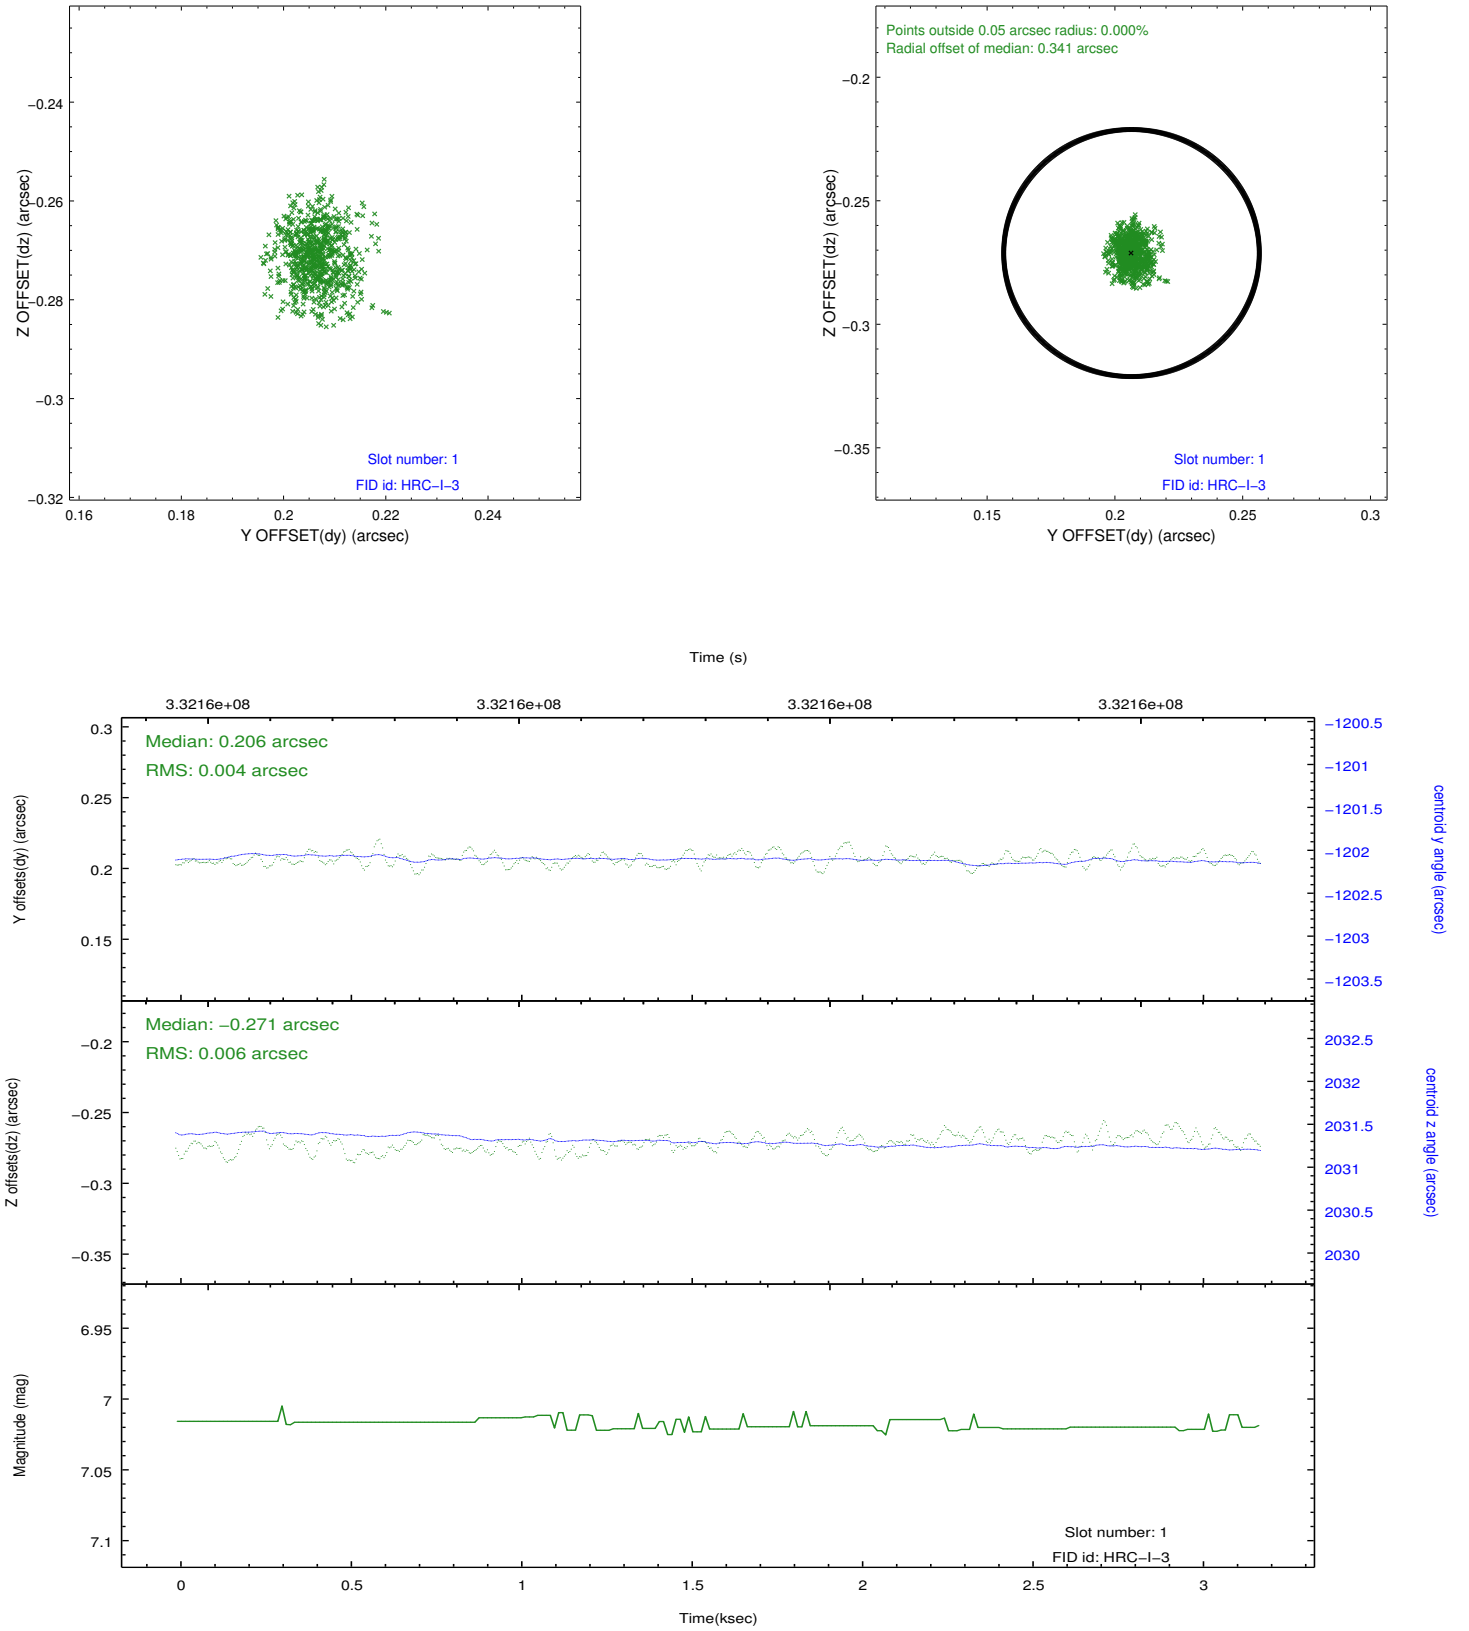 −0.24
−0.26
−0.28
−0.3
−0.32
Z OFFSET(dz) (arcsec)
Slot number: 1
FID id: HRC−I−3
0.16 0.18 0.2 0.22 0.24
Y OFFSET(dy) (arcsec)
Points outside 0.05 arcsec radius: 0.000%
Radial offset of median: 0.341 arcsec
−0.2
−0.25
−0.3
−0.35
Z OFFSET(dz) (arcsec)
Slot number: 1
FID id: HRC−I−3
0.15 0.2 0.25 0.3
Y OFFSET(dy) (arcsec)
Time (s)
3.3216e+08 3.3216e+08 3.3216e+08 3.3216e+08
Median: 0.206 arcsec
RMS: 0.004 arcsec
0.3
0.25
0.2
0.15
Y offsets(dy) (arcsec)
−1200.5
−1201
−1201.5
−1202
−1202.5
−1203
−1203.5
centroid y angle (arcsec)
Median: −0.271 arcsec
RMS: 0.006 arcsec
−0.2
−0.25
−0.3
−0.35
Z offsets(dz) (arcsec)
2032.5
2032
2031.5
2031
2030.5
2030
centroid z angle (arcsec)
6.95
7
7.05
7.1
Magnitude (mag)
Slot number: 1
FID id: HRC−I−3
0 0.5 1 1.5 2 2.5 3
Time(ksec)